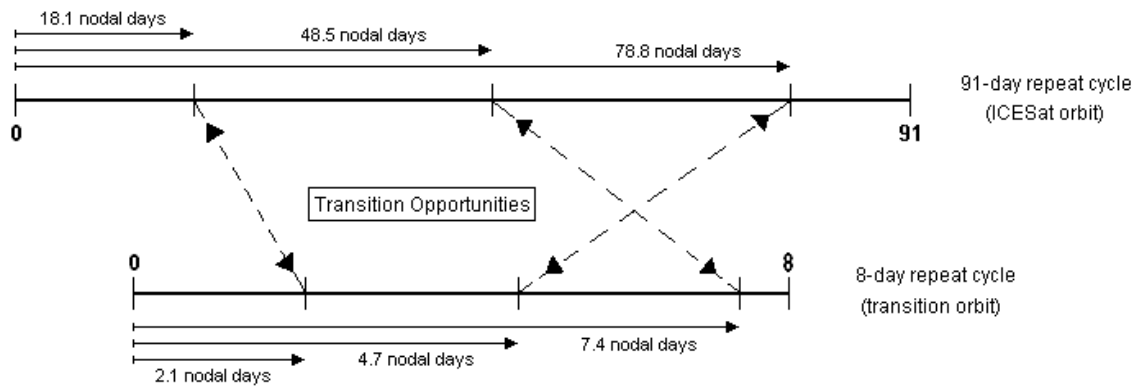 18.1 nodal days
48.5 nodal days
78.8 nodal days
91-day repeat cycle
(ICESat orbit)
0
91
Transition Opportunities
0
8
8-day repeat cycle
(transition orbit)
7.4 nodal days
4.7 nodal days
2.1 nodal days